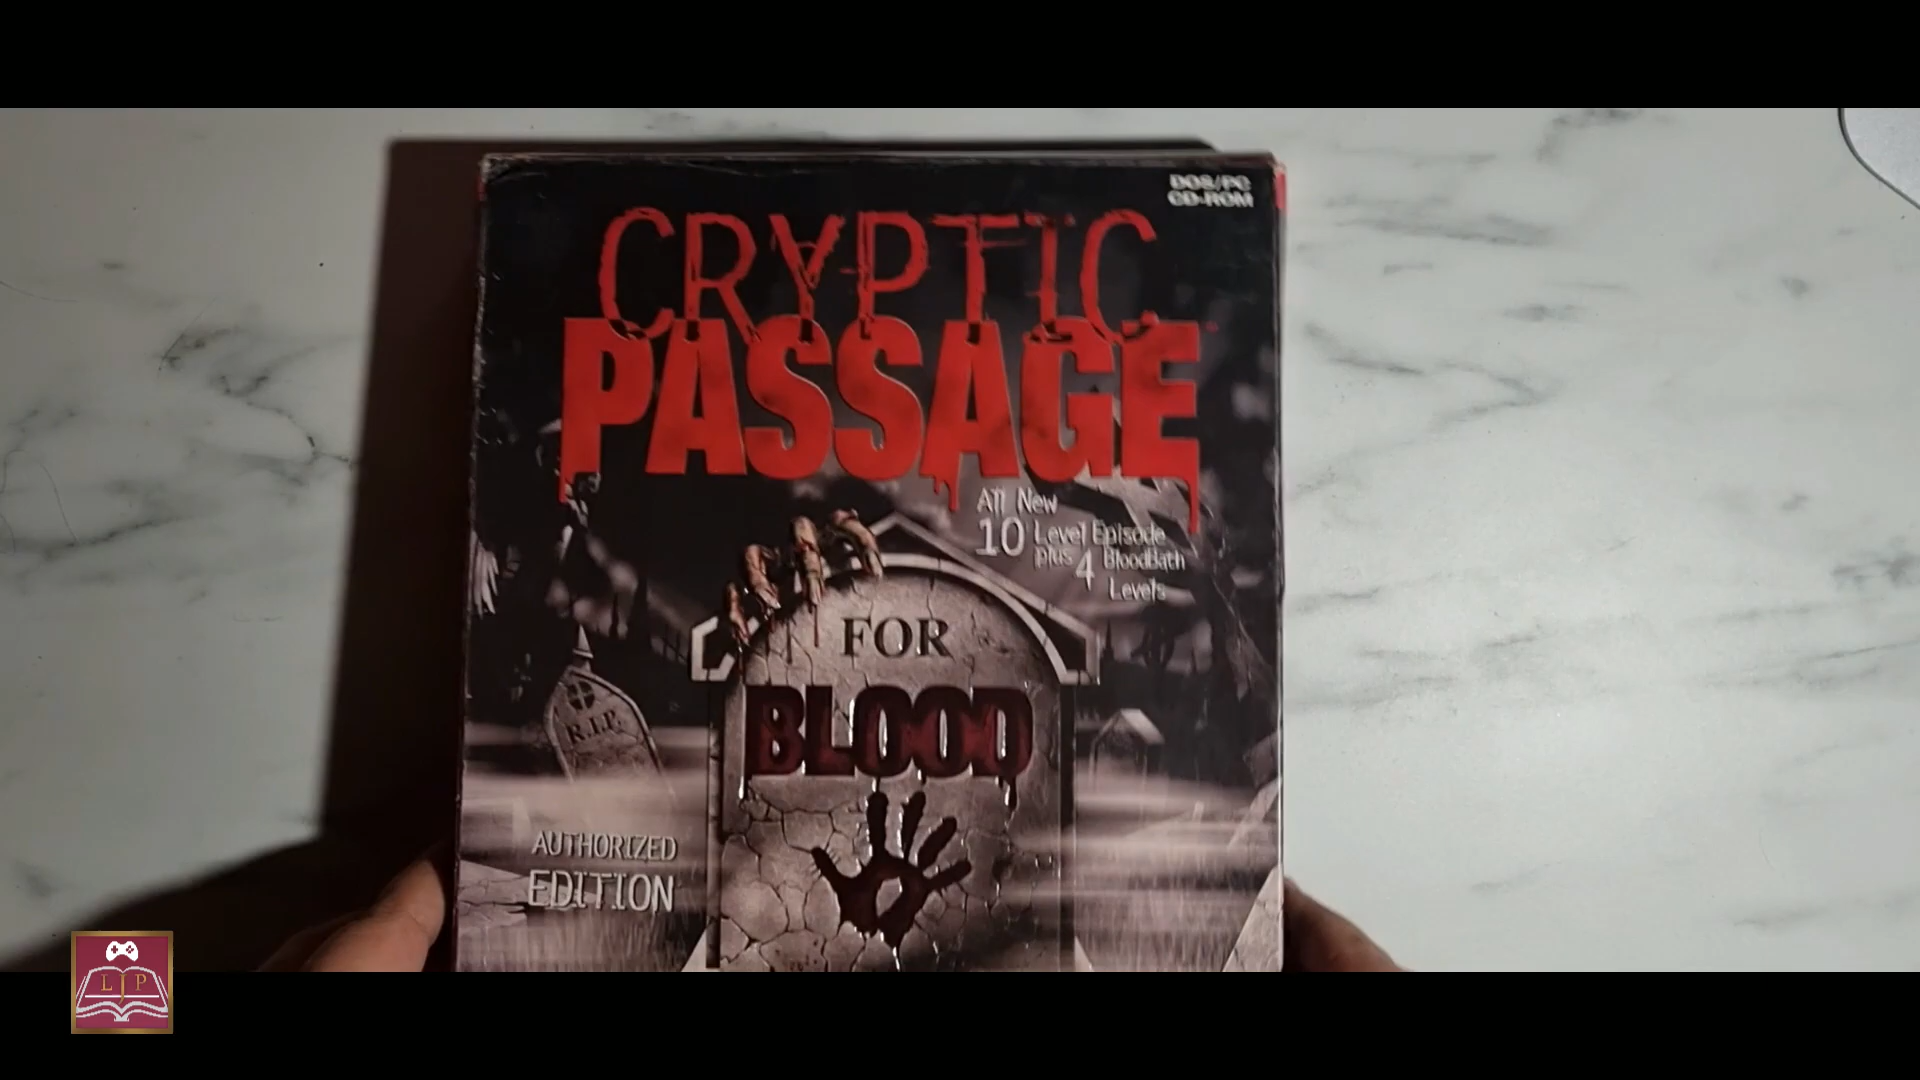 DOS/PC
CD-ROM
CRYPTIC
PASSAGE
All New
10 Level Episode
plus 4 BloodBath
Levels
FOR
BLOOD
R.I.P.
AUTHORIZED
EDITION
L J P